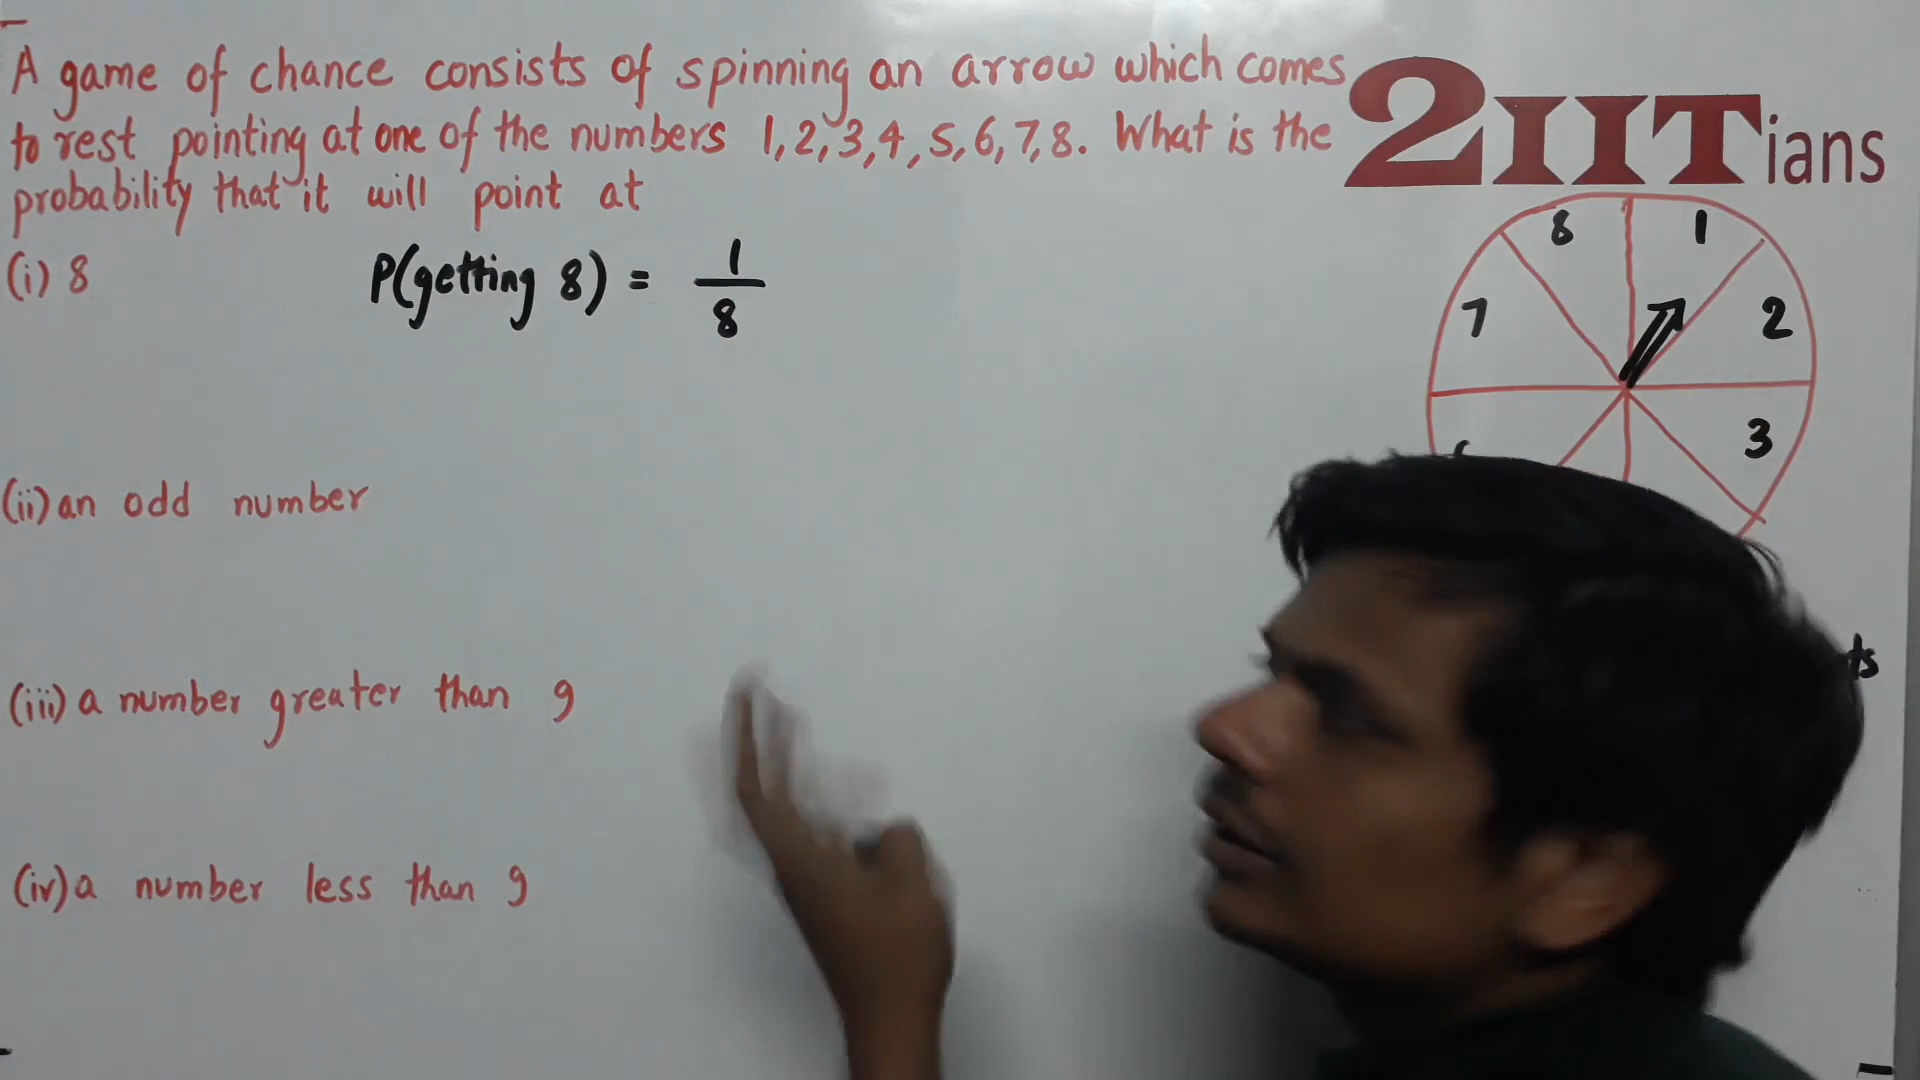 A game of chance consists of spinning an arrow which comes
to rest pointing at one of the numbers 1,2,3,4,5,6,7,8. What is the
probability that it will point at
2IITians
(i) 8
P(getting 8) = 1/8
8 1
7 2
3
(ii) an odd number
(iii) a number greater than 9
(iv) a number less than 9